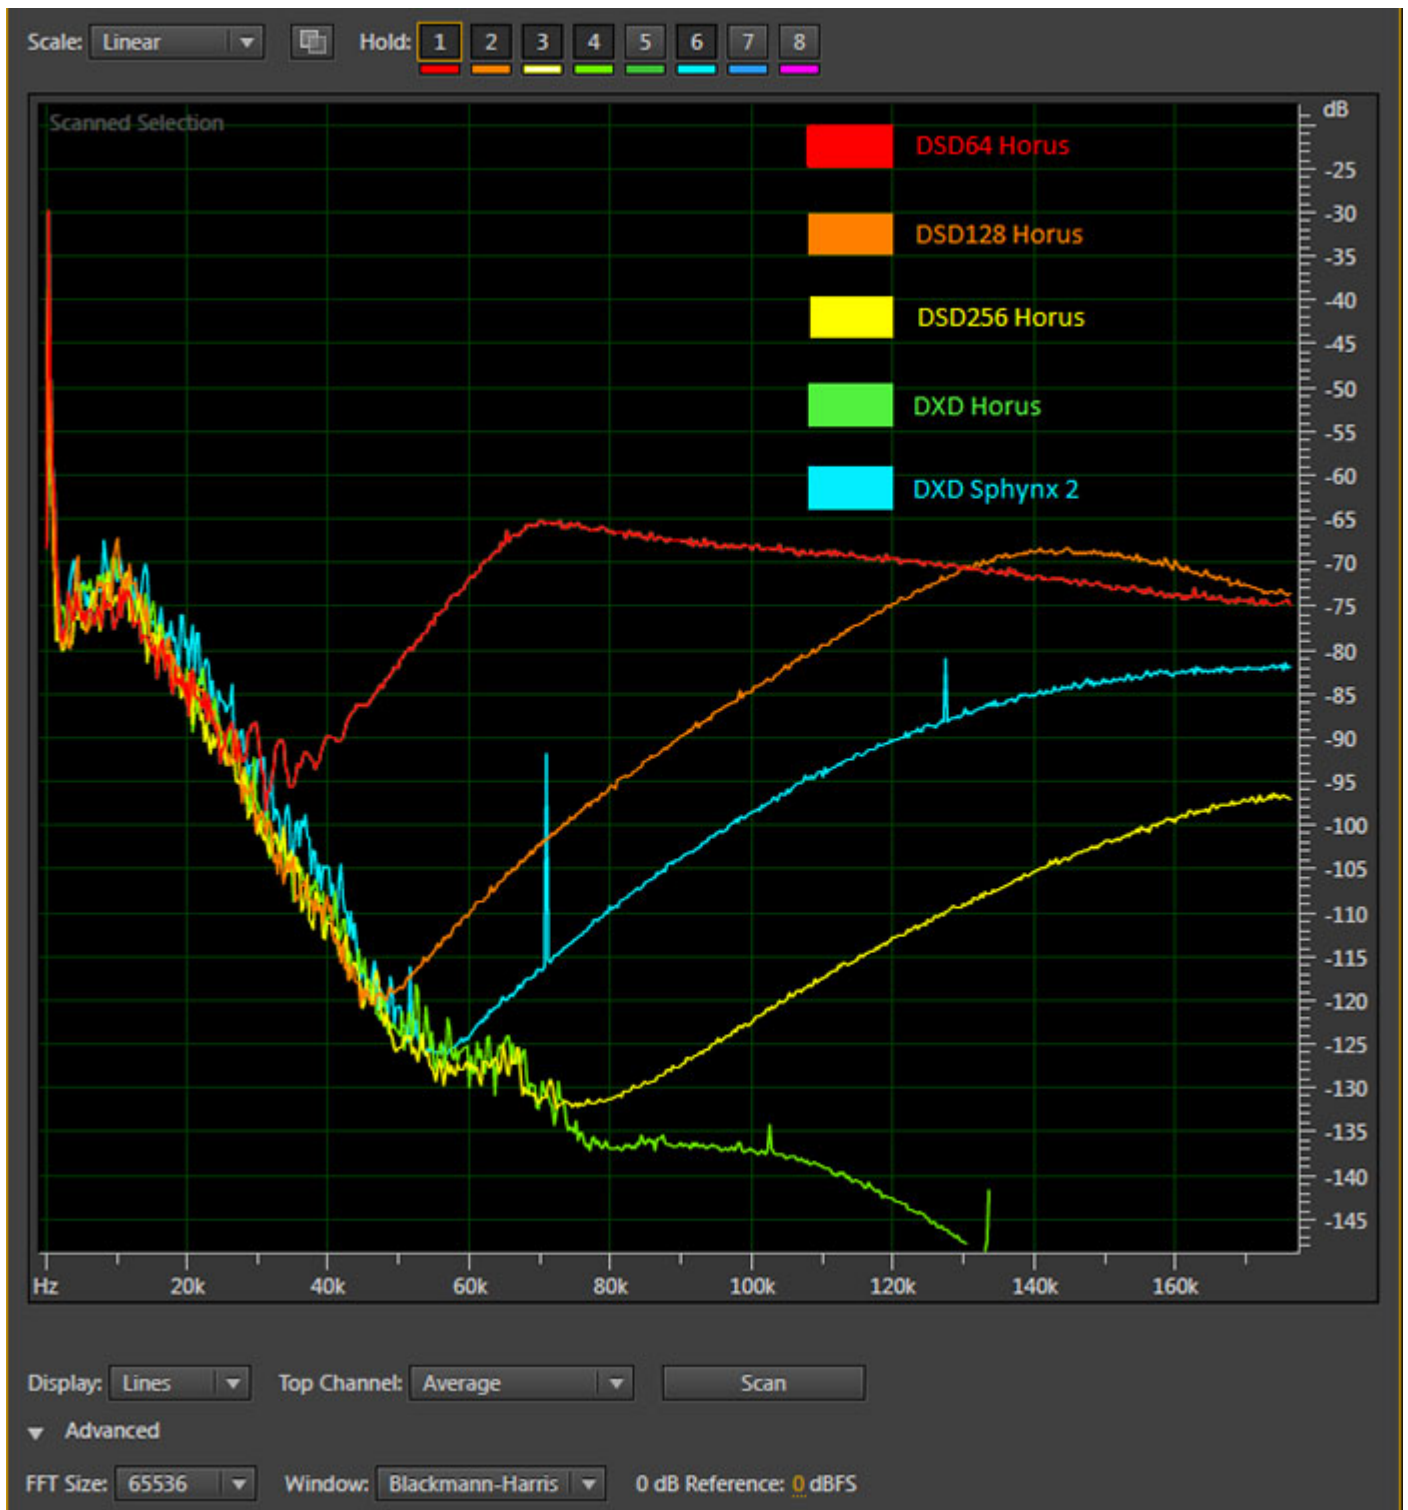 Scale: Linear Hold: 1 2 3 4 5 6 7 8
Scanned Selection
dB
DSD64 Horus
DSD128 Horus
DSD256 Horus
DXD Horus
DXD Sphynx 2
-25
-30
-35
-40
-45
-50
-55
-60
-65
-70
-75
-80
-85
-90
-95
-100
-105
-110
-115
-120
-125
-130
-135
-140
-145
Hz 20k 40k 60k 80k 100k 120k 140k 160k
Display: Lines Top Channel: Average Scan
Advanced
FFT Size: 65536 Window: Blackmann-Harris 0 dB Reference: 0 dBFS